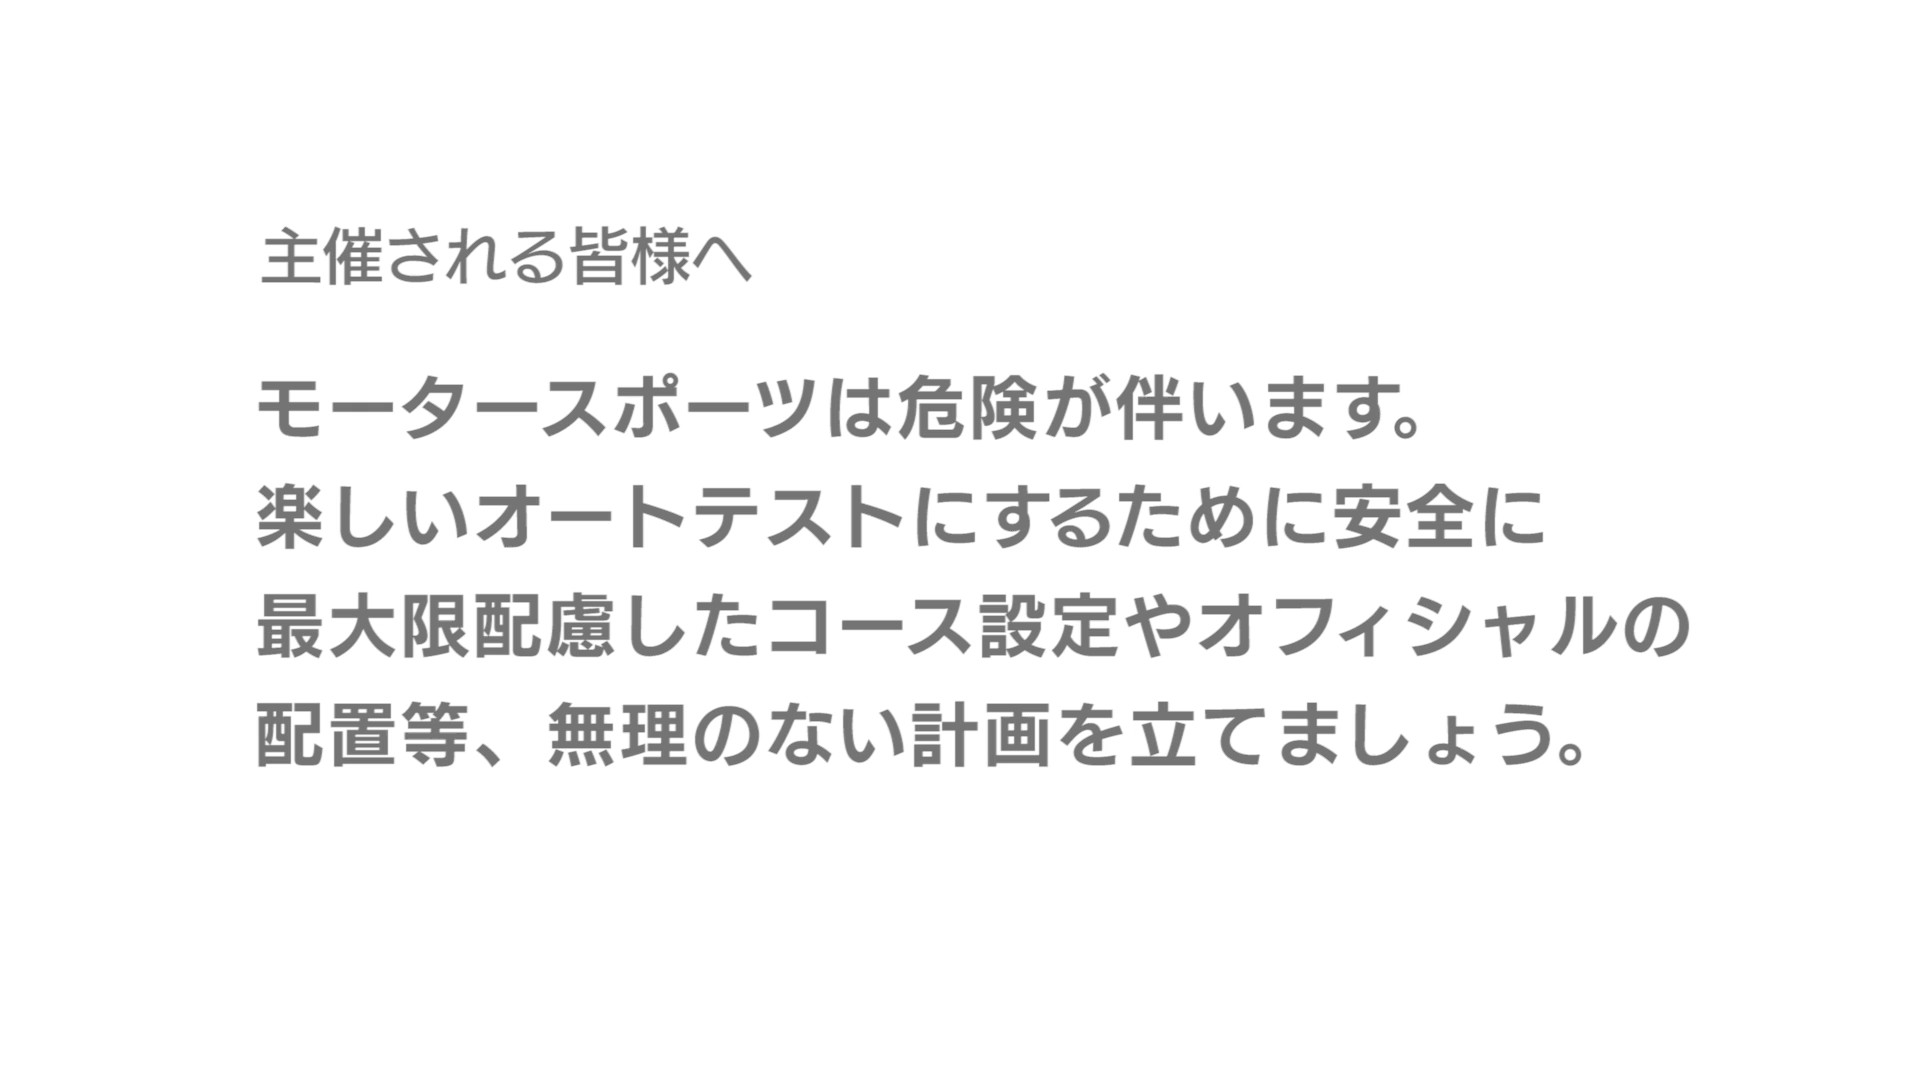 主催される皆様へ
モータースポーツは危険が伴います。
楽しいオートテストにするために安全に
最大限配慮したコース設定やオフィシャルの
配置等、無理のない計画を立てましょう。